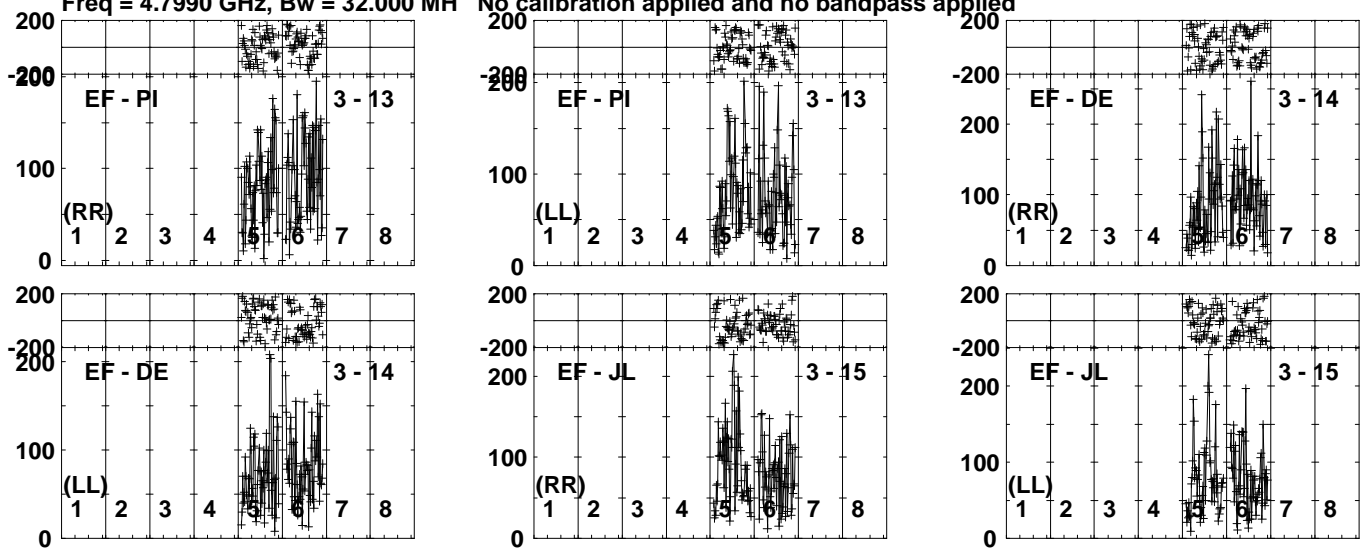 Freq = 4.7990 GHz, Bw = 32.000 MH No calibration applied and no bandpass applied
200 200 200
-200 -200 -200
200 200
EF - PI 3 - 13 EF - PI 3 - 13 EF - DE 3 - 14
200
100 100 100
(RR) (LL) (RR)
1 2 3 4 5 6 7 8 1 2 3 4 5 6 7 8 1 2 3 4 5 6 7 8
0 0 0
200 200 200
-200 -200 -200
200
EF - DE 3 - 14 EF - JL 3 - 15 EF - JL 3 - 15
200 200
100 100 100
(LL) (RR) (LL)
1 2 3 4 5 6 7 8 1 2 3 4 5 6 7 8 1 2 3 4 5 6 7 8
0 0 0